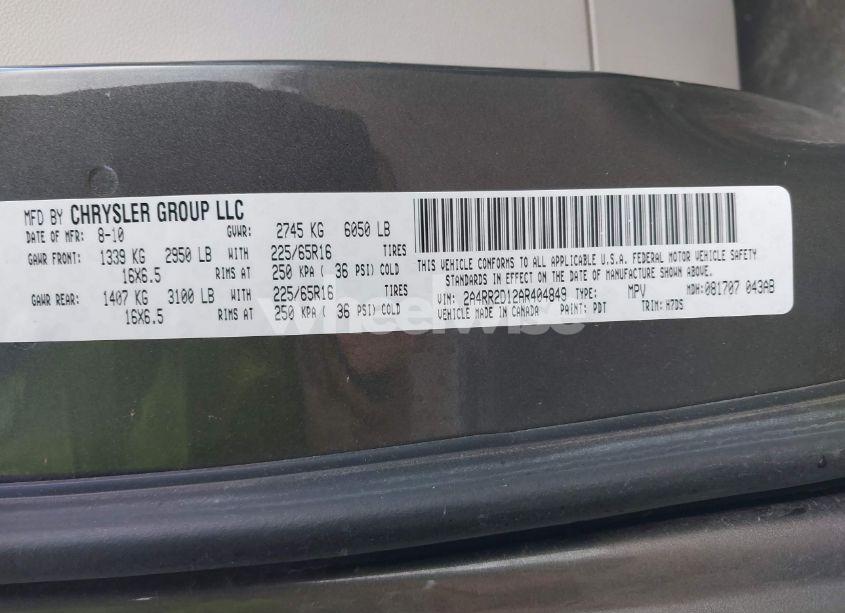 MFD BY CHRYSLER GROUP LLC
DATE OF MFR: 8-10 GVWR: 2745 KG 6050 LB
GAWR FRONT: 1339 KG 2950 LB WITH 225/65R16 TIRES
16X6.5 RIMS AT 250 KPA ( 36 PSI) COLD
GAWR REAR: 1407 KG 3100 LB WITH 225/65R16 TIRES
16X6.5 RIMS AT 250 KPA ( 36 PSI) COLD
THIS VEHICLE CONFORMS TO ALL APPLICABLE U.S.A. FEDERAL MOTOR VEHICLE SAFETY
STANDARDS IN EFFECT ON THE DATE OF MANUFACTURE SHOWN ABOVE.
VIN: 2A4RR2D12AR404849 TYPE: MPV MDH: 081707 043AB
VEHICLE MADE IN CANADA PAINT: PDT TRIM: H7DS
wheelwise